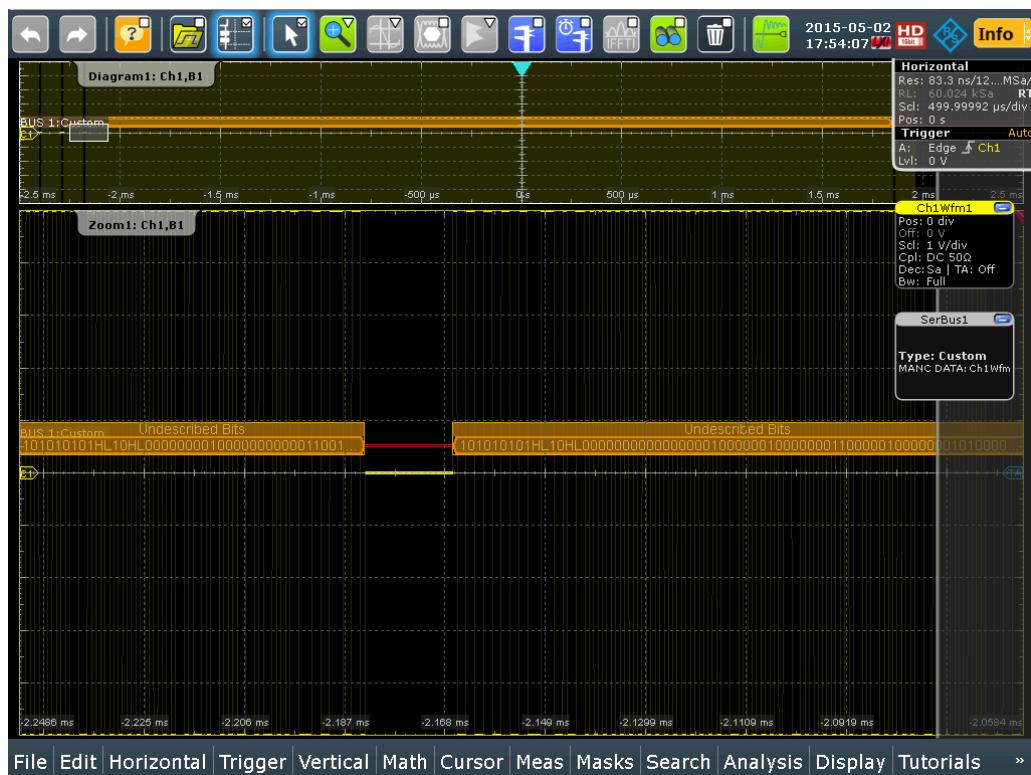 2015-05-02
17:54:07
HD
16bit
Info
FFT
Horizontal
Res: 83.3 ns/12....MSa/
RL: 60.024 kSa RT
Scl: 499.99992 µs/div
Pos: 0 s
Trigger Auto
A: Edge Ch1
Lvl: 0 V
Diagram1: Ch1,B1
BUS 1:Custom
C1
-2.5 ms -2 ms -1.5 ms -1 ms -500 µs 0 s 500 µs 1 ms 1.5 ms 2 ms 2.5 ms
Zoom1: Ch1,B1
Ch1Wfm1
Pos: 0 div
Off: 0 V
Scl: 1 V/div
Cpl: DC 50Ω
Dec:Sa | TA: Off
Bw: Full
SerBus1
Type: Custom
MANC DATA:Ch1Wfm
BUS 1:Custom
Undescribed Bits Undescribed Bits
C1
TA
-2.2486 ms -2.225 ms -2.206 ms -2.187 ms -2.168 ms -2.149 ms -2.1299 ms -2.1109 ms -2.0919 ms -2.0584 ms
File Edit Horizontal Trigger Vertical Math Cursor Meas Masks Search Analysis Display Tutorials »